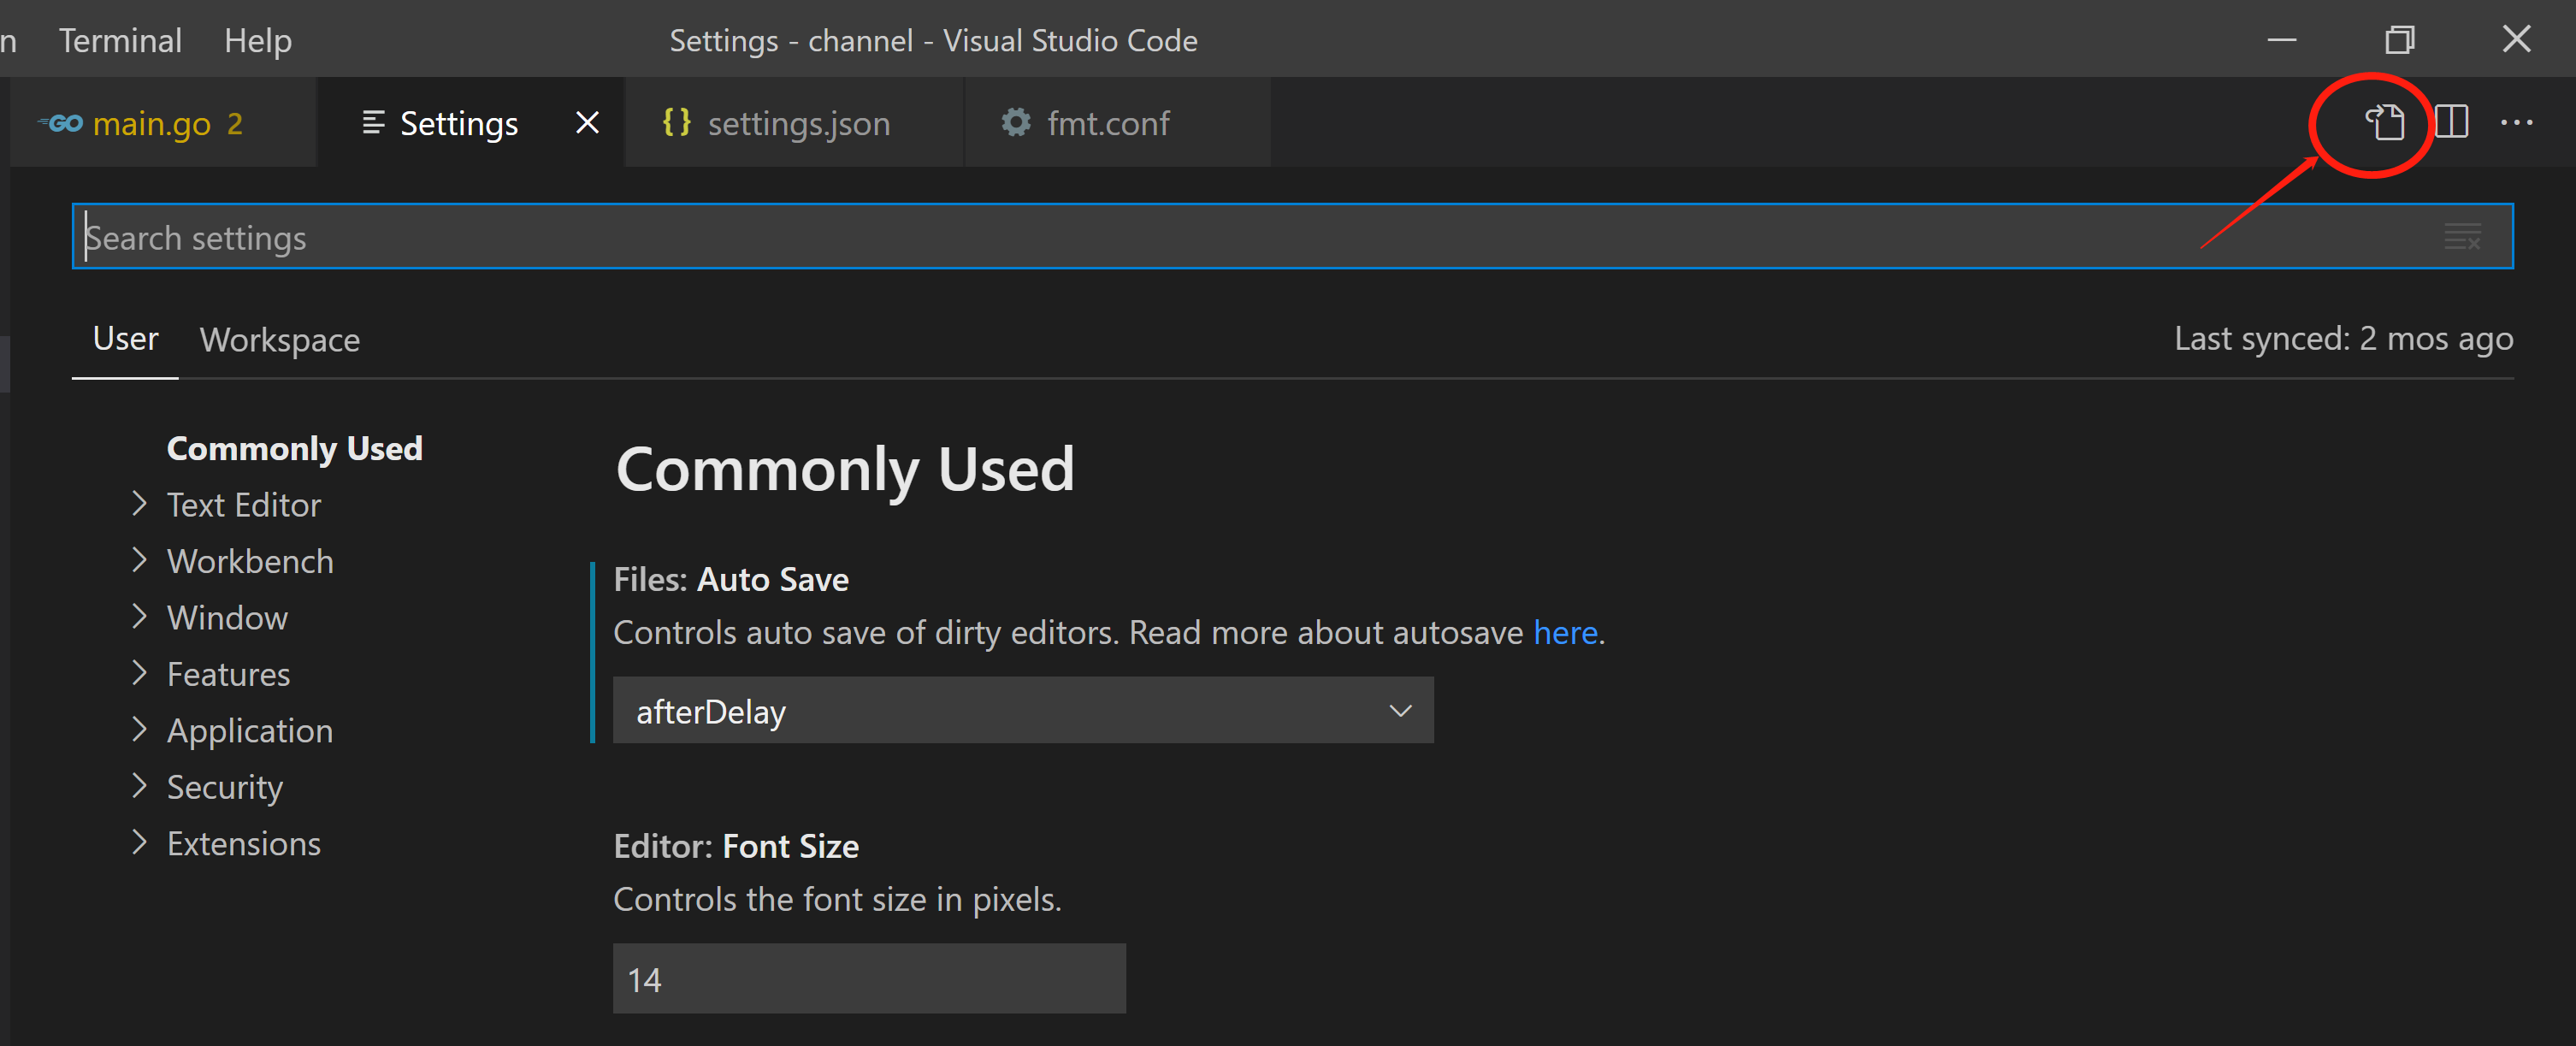 n Terminal Help Settings - channel - Visual Studio Code
GO main.go 2 Settings {} settings.json fmt.conf
Search settings
User Workspace Last synced: 2 mos ago
Commonly Used
Text Editor
Workbench
Window
Features
Application
Security
Extensions
Commonly Used
Files: Auto Save
Controls auto save of dirty editors. Read more about autosave here.
afterDelay
Editor: Font Size
Controls the font size in pixels.
14